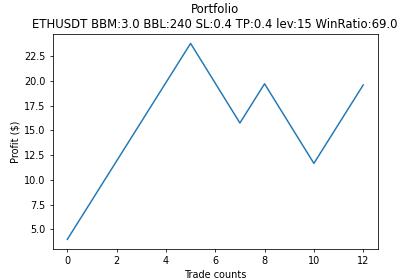 Portfolio
ETHUSDT BBM:3.0 BBL:240 SL:0.4 TP:0.4 lev:15 WinRatio:69.0
Profit ($)
22.5
20.0
17.5
15.0
12.5
10.0
7.5
5.0
0 2 4 6 8 10 12
Trade counts